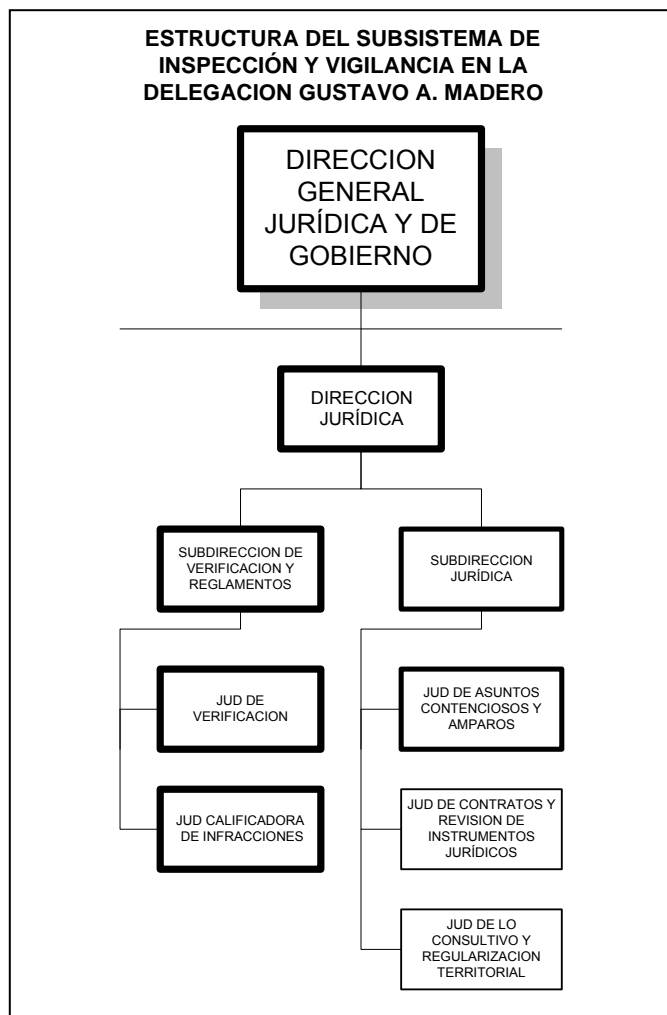 ESTRUCTURA DEL SUBSISTEMA DE
INSPECCIÓN Y VIGILANCIA EN LA
DELEGACION GUSTAVO A. MADERO
DIRECCION
GENERAL
JURÍDICA Y DE
GOBIERNO
DIRECCION
JURÍDICA
SUBDIRECCION DE
VERIFICACION Y
REGLAMENTOS
SUBDIRECCION
JURÍDICA
JUD DE
VERIFICACION
JUD DE ASUNTOS
CONTENCIOSOS Y
AMPAROS
JUD CALIFICADORA
DE INFRACCIONES
JUD DE CONTRATOS Y
REVISION DE
INSTRUMENTOS
JURÍDICOS
JUD DE LO
CONSULTIVO Y
REGULARIZACION
TERRITORIAL